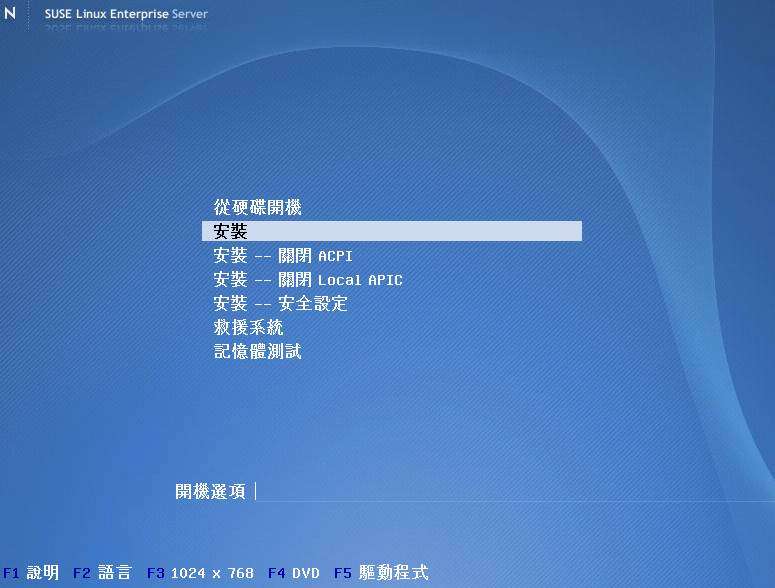 N SUSE Linux Enterprise Server
從硬碟開機
安裝
安裝 -- 關閉 ACPI
安裝 -- 關閉 Local APIC
安裝 -- 安全設定
救援系統
記憶體測試
開機選項
F1 說明 F2 語言 F3 1024 x 768 F4 DVD F5 驅動程式